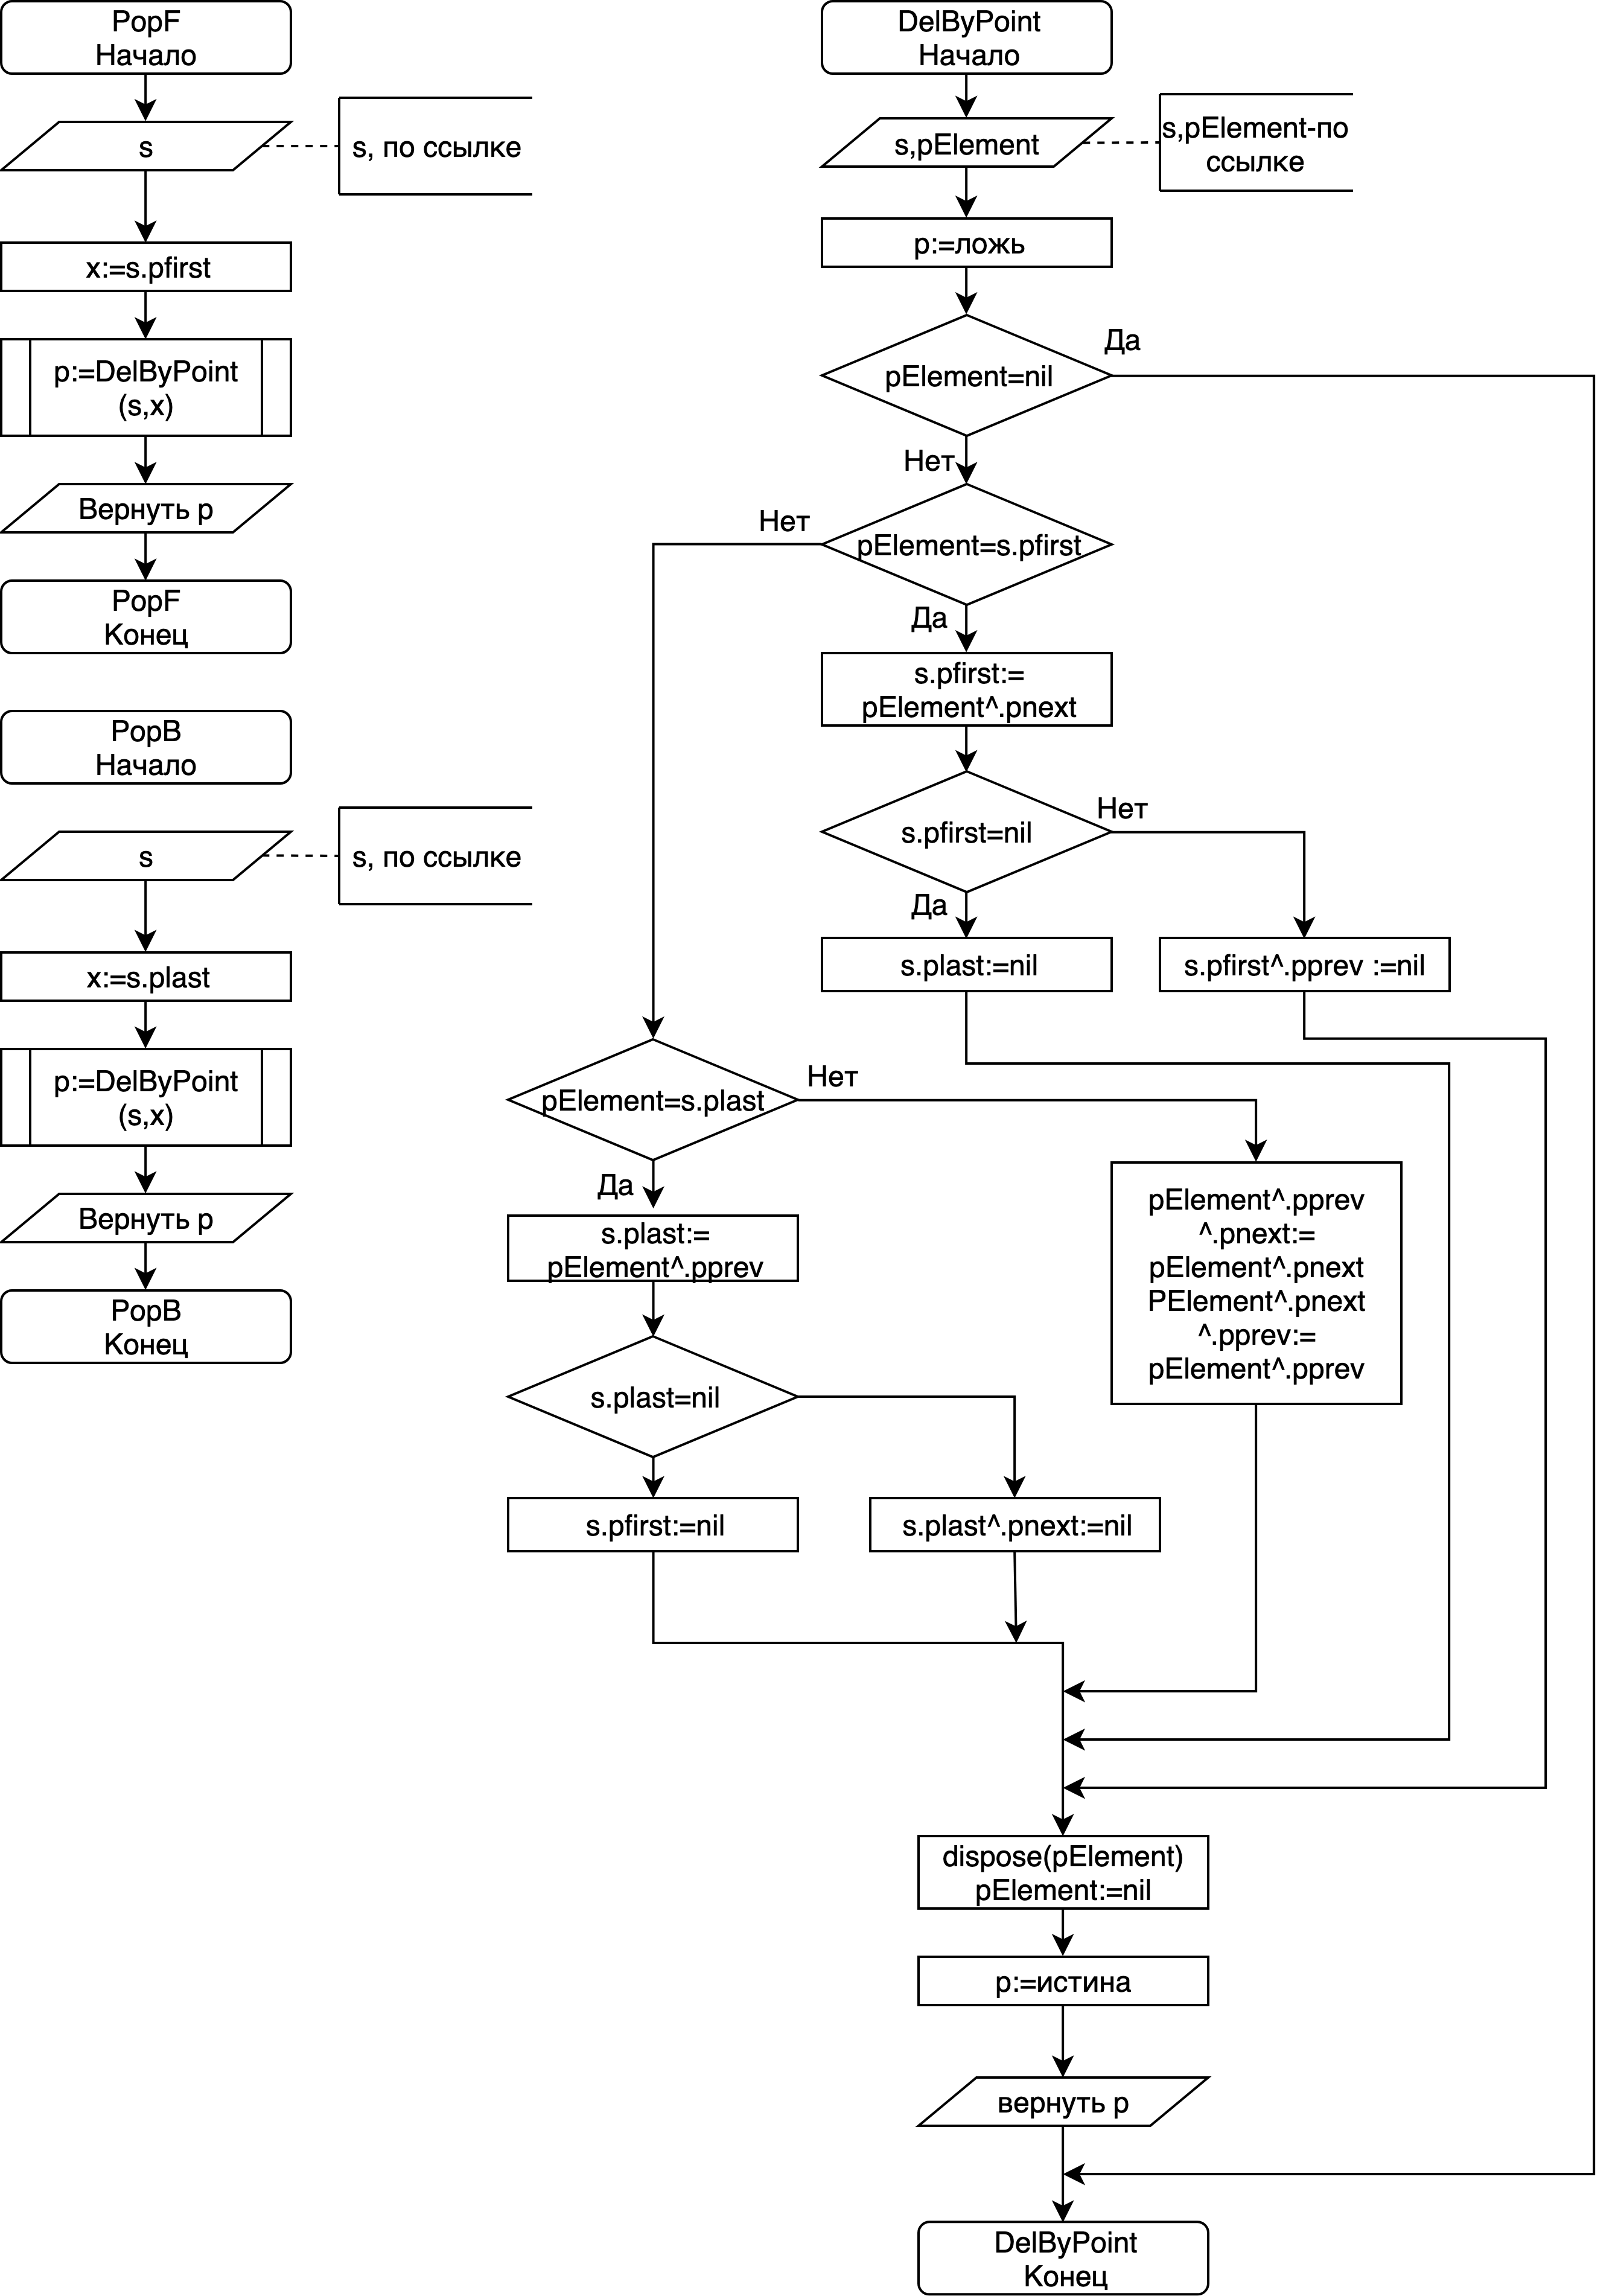 PopF
Начало
s
s, по ссылке
x:=s.pfirst
p:=DelByPoint
(s,x)
Вернуть p
PopF
Конец
PopB
Начало
s
s, по ссылке
x:=s.plast
p:=DelByPoint
(s,x)
Вернуть p
PopB
Конец
DelByPoint
Начало
s,pElement
s,pElement-по
ссылке
p:=ложь
pElement=nil
Да
Нет
pElement=s.pfirst
Нет
Да
s.pfirst:=
pElement^.pnext
s.pfirst=nil
Нет
Да
s.plast:=nil
s.pfirst^.pprev :=nil
pElement=s.plast
Нет
Да
s.plast:=
pElement^.pprev
pElement^.pprev
^.pnext:=
pElement^.pnext
PElement^.pnext
^.pprev:=
pElement^.pprev
s.plast=nil
s.pfirst:=nil
s.plast^.pnext:=nil
dispose(pElement)
pElement:=nil
p:=истина
вернуть p
DelByPoint
Конец